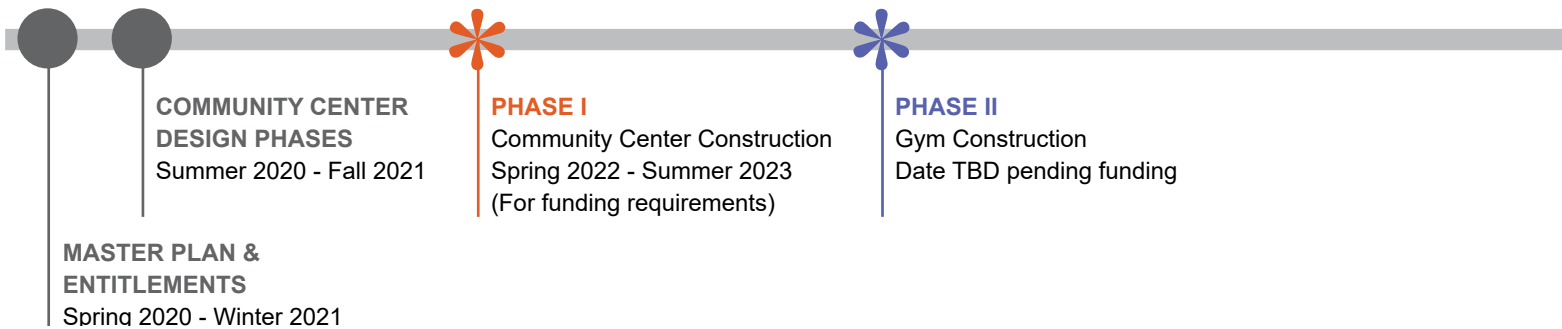 COMMUNITY CENTER
DESIGN PHASES
Summer 2020 - Fall 2021
PHASE I
Community Center Construction
Spring 2022 - Summer 2023
(For funding requirements)
PHASE II
Gym Construction
Date TBD pending funding
MASTER PLAN &
ENTITLEMENTS
Spring 2020 - Winter 2021